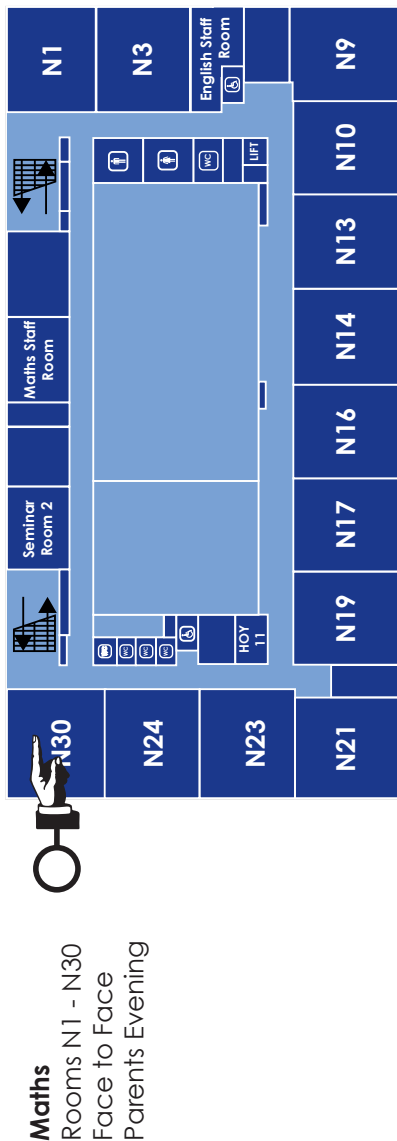 Maths
Rooms N1 - N30
Face to Face
Parents Evening
N30
N24
N23
N21
Seminar
Room 2
Maths Staff
Room
N1
N3
English Staff
Room
WC
LIFT
WC
WC
WC
HOY
11
N19
N17
N16
N14
N13
N10
N9